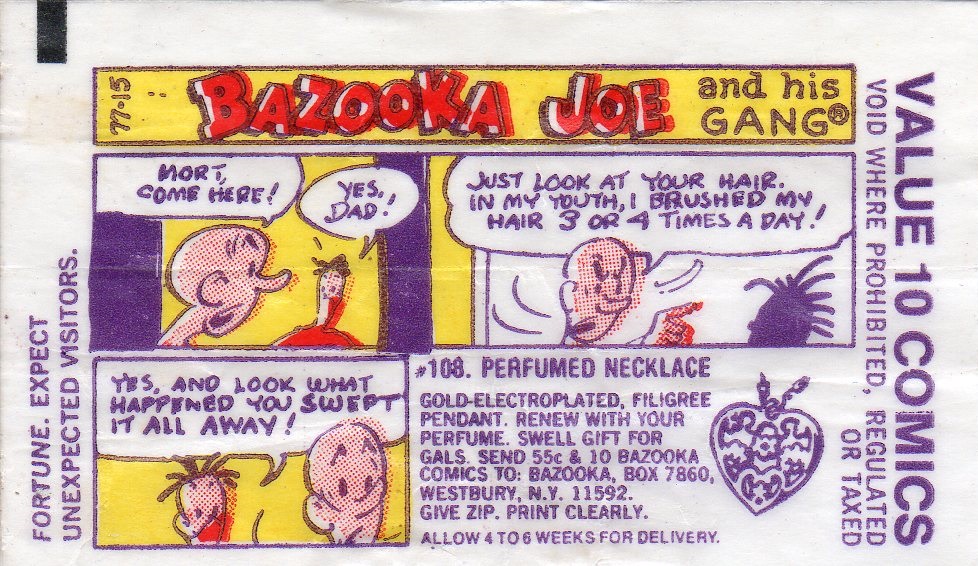 77-15
BAZOOKA JOE
and his
GANG®
MORT,
COME HERE!
YES,
DAD!
JUST LOOK AT YOUR HAIR.
IN MY YOUTH, I BRUSHED MY
HAIR 3 OR 4 TIMES A DAY!
YES, AND LOOK WHAT
HAPPENED YOU SWEPT
IT ALL AWAY!
#108. PERFUMED NECKLACE
GOLD-ELECTROPLATED, FILIGREE
PENDANT. RENEW WITH YOUR
PERFUME. SWELL GIFT FOR
GALS. SEND 55c & 10 BAZOOKA
COMICS TO: BAZOOKA, BOX 7860,
WESTBURY, N.Y. 11592.
GIVE ZIP. PRINT CLEARLY.
ALLOW 4 TO 6 WEEKS FOR DELIVERY.
FORTUNE. EXPECT
UNEXPECTED VISITORS.
VALUE 10 COMICS
VOID WHERE PROHIBITED, REGULATED
OR TAXED